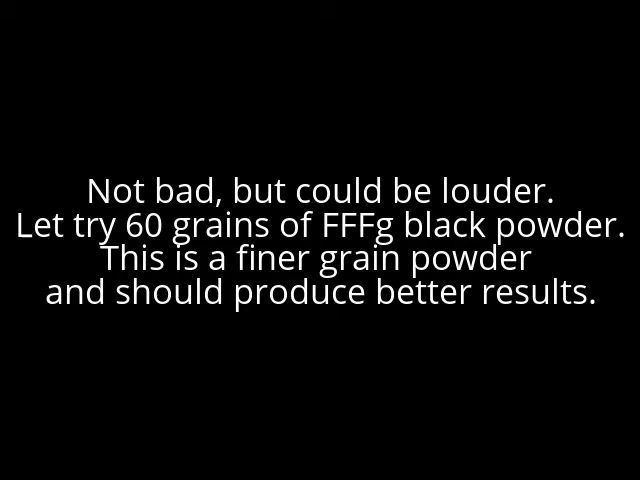 Not bad, but could be louder.
Let try 60 grains of FFFg black powder.
This is a finer grain powder
and should produce better results.